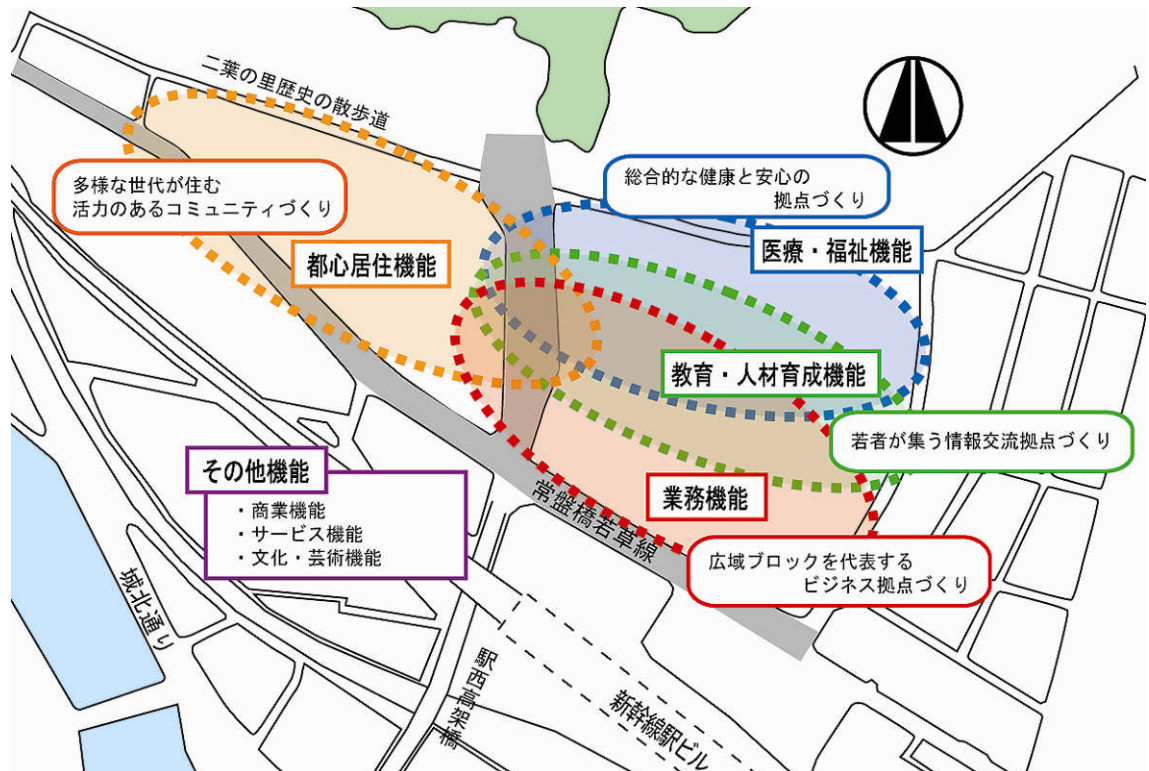 二葉の里歴史の散歩道
多様な世代が住む
活力のあるコミュニティづくり
総合的な健康と安心の
拠点づくり
都心居住機能
医療・福祉機能
教育・人材育成機能
若者が集う情報交流拠点づくり
業務機能
広域ブロックを代表する
ビジネス拠点づくり
その他機能
・商業機能
・サービス機能
・文化・芸術機能
常盤橋若草線
城北通り
駅西高架橋
新幹線駅ビル